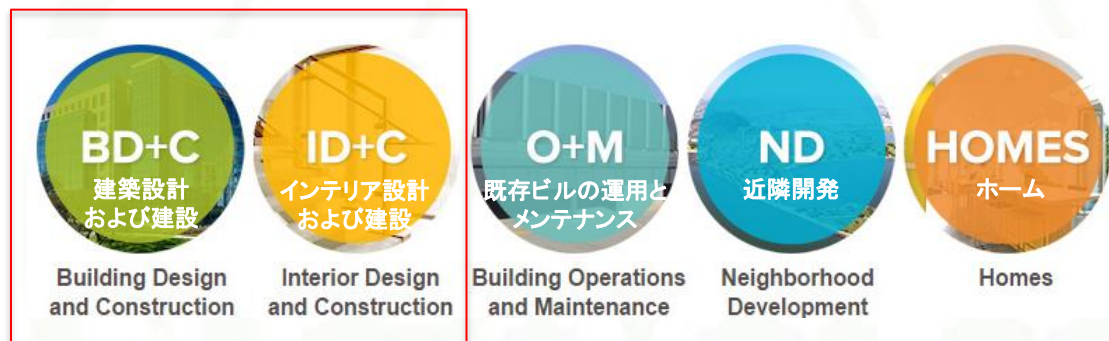 BD+C
建築設計
および建設
Building Design
and Construction
ID+C
インテリア設計
および建設
Interior Design
and Construction
O+M
既存ビルの運用と
メンテナンス
Building Operations
and Maintenance
ND
近隣開発
Neighborhood
Development
HOMES
ホーム
Homes